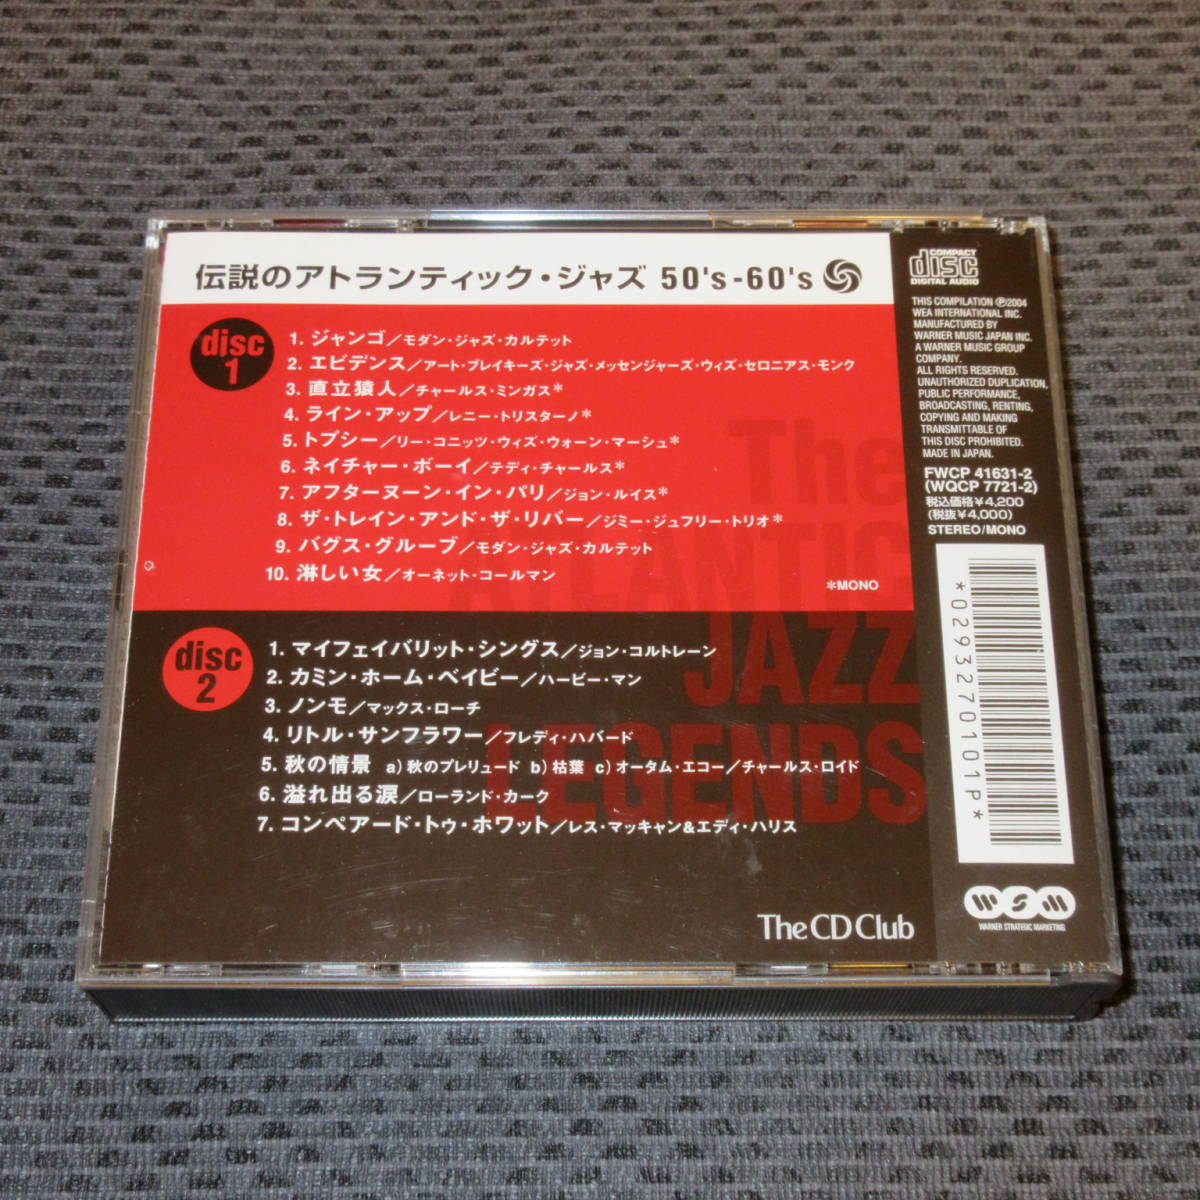 伝説のアトランティック・ジャズ 50's-60's
disc 1
1. ジャンゴ/モダン・ジャズ・カルテット
2. エビデンス/アート・ブレイキーズ・ジャズ・メッセンジャーズ・ウィズ・セロニアス・モンク
3. 直立猿人/チャールス・ミンガス*
4. ライン・アップ/レニー・トリスターノ*
5. トプシー/リー・コニッツ・ウィズ・ウォーン・マーシュ*
6. ネイチャー・ボーイ/テディ・チャールス*
7. アフターヌーン・イン・パリ/ジョン・ルイス*
8. ザ・トレイン・アンド・ザ・リバー/ジミー・ジュフリー・トリオ*
9. バグス・グルーブ/モダン・ジャズ・カルテット
10. 淋しい女/オーネット・コールマン
*MONO
disc 2
1. マイフェイバリット・シングス/ジョン・コルトレーン
2. カミン・ホーム・ベイビー/ハービー・マン
3. ノンモ/マックス・ローチ
4. リトル・サンフラワー/フレディ・ハバード
5. 秋の情景 a)秋のプレリュード b)枯葉 c)オータム・エコー/チャールス・ロイド
6. 溢れ出る涙/ローランド・カーク
7. コンペアード・トゥ・ホワット/レス・マッキャン&エディ・ハリス
The
ATLANTIC
JAZZ
LEGENDS
The CD Club
COMPACT
disc
DIGITAL AUDIO
THIS COMPILATION ℗2004
WEA INTERNATIONAL INC.
MANUFACTURED BY
WARNER MUSIC JAPAN INC.
A WARNER MUSIC GROUP
COMPANY.
ALL RIGHTS RESERVED.
UNAUTHORIZED DUPLICATION,
PUBLIC PERFORMANCE,
BROADCASTING, RENTING,
COPYING AND MAKING
TRANSMITTABLE OF
THIS DISC PROHIBITED.
MADE IN JAPAN.
FWCP 41631-2
(WQCP 7721-2)
税込価格¥4,200
(税抜¥4,000)
STEREO/MONO
*0293270101P*
WSM
WARNER STRATEGIC MARKETING